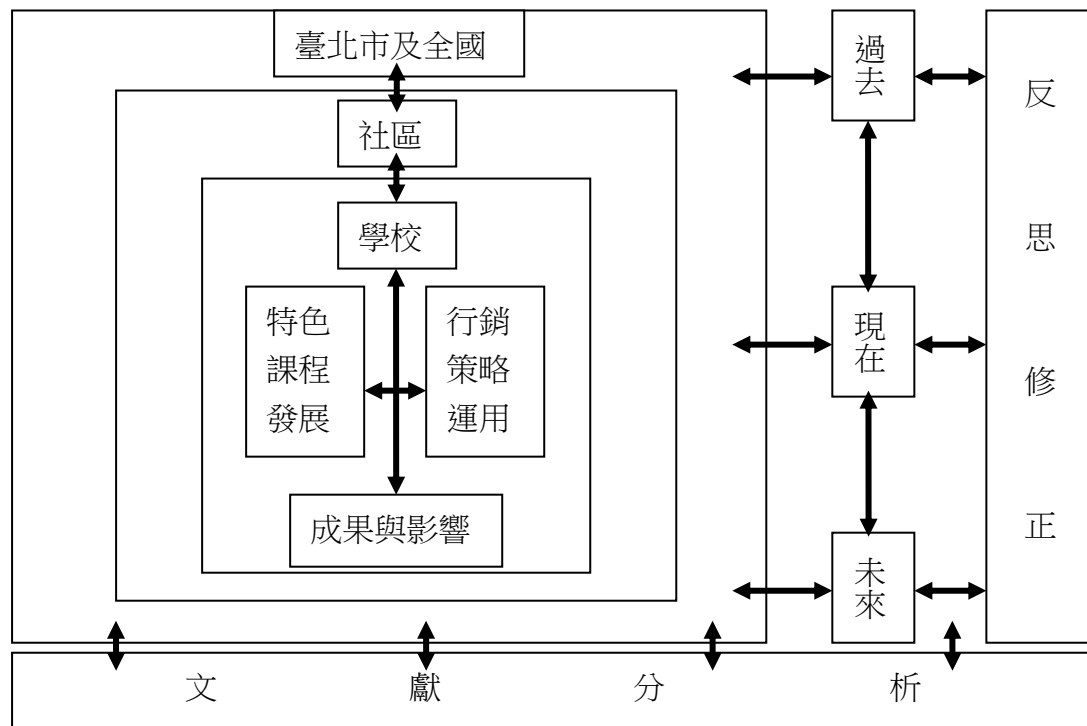 臺北市及全國
社區
學校
特色
課程
發展
行銷
策略
運用
成果與影響
過去
現在
未來
反思修正
文獻分析